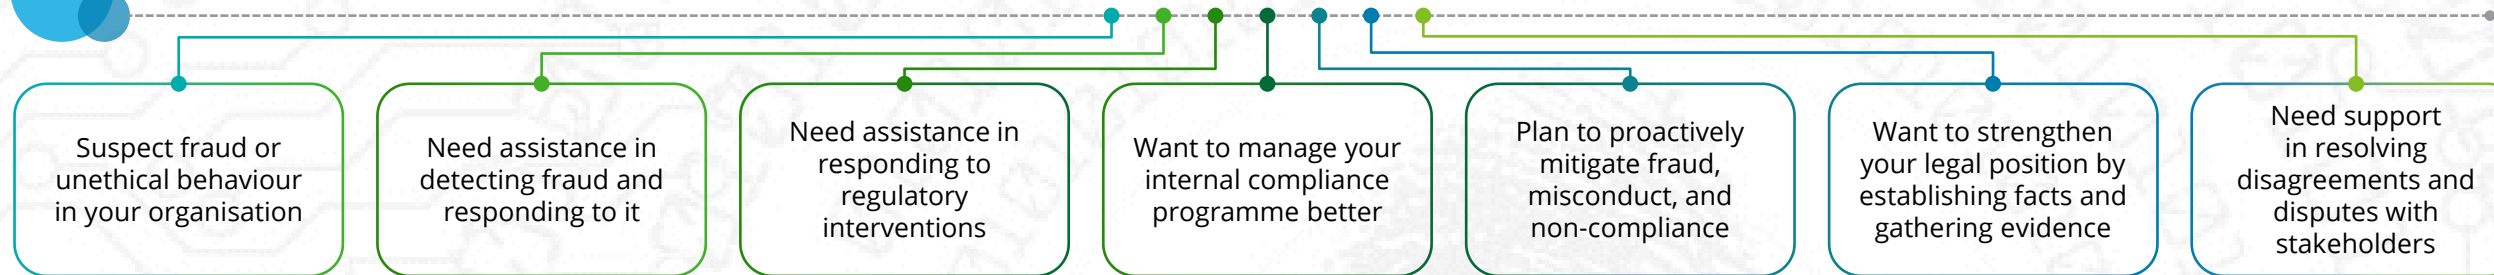 Suspect fraud or
unethical behaviour
in your organisation
Need assistance in
detecting fraud and
responding to it
Need assistance in
responding to
regulatory
interventions
Want to manage your
internal compliance
programme better
Plan to proactively
mitigate fraud,
misconduct, and
non-compliance
Want to strengthen
your legal position by
establishing facts and
gathering evidence
Need support
in resolving
disagreements and
disputes with
stakeholders